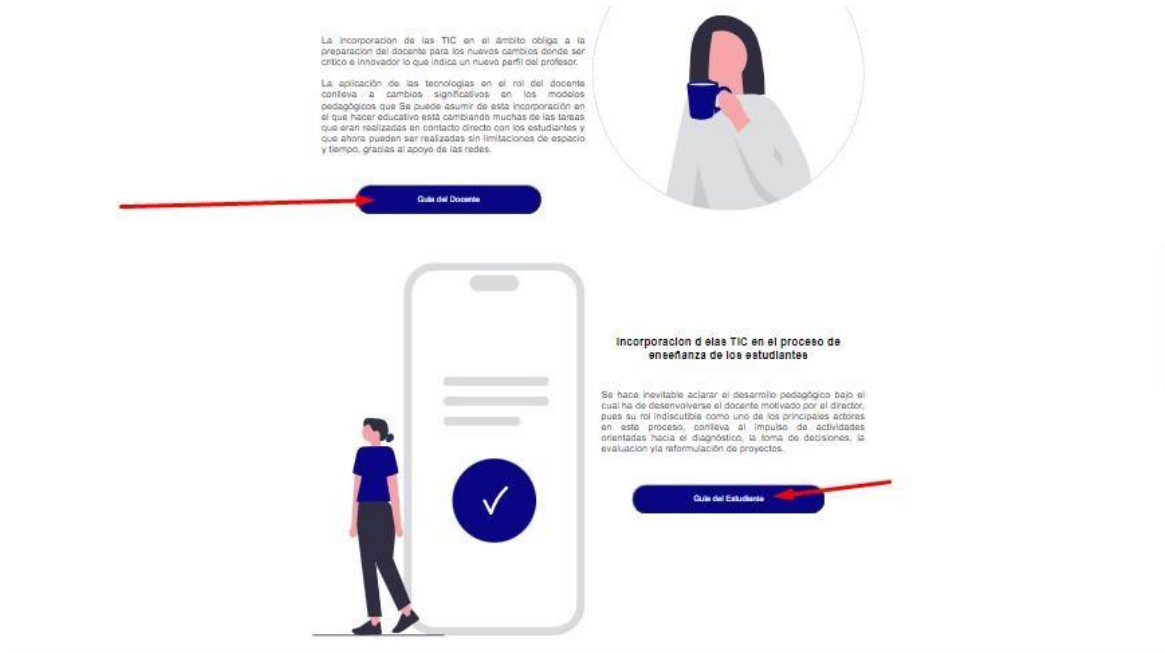 La incorporacion de las TIC en el ámbito obliga a la
preparacion del docente para los nuevos cambios donde ser
critico e innovador lo que indica un nuevo perfil del profesor.
La aplicación de las tecnologias en el rol del docente
conlleva a cambios significativos en los modelos
pedagógicos que Se puede asumir de esta incorporación en
el que hacer educativo está cambiando muchas de las tareas
que eran realizadas en contacto directo con los estudiantes y
que ahora pueden ser realizadas sin limitaciones de espacio
y tiempo, gracias al apoyo de las redes.
Guia del Docente
Incorporacion d elas TIC en el proceso de
enseñanza de los estudiantes
Se hace inevitable aclarar el desarrollo pedagógico bajo el
cual ha de desenvolverse el docente motivado por el director,
pues su rol indiscutible como uno de los principales actores
en este proceso, conlleva al impulso de actividades
orientadas hacia el diagnóstico, la toma de decisiones, la
evaluacion yla reformulación de proyectos.
Guia del Estudiante